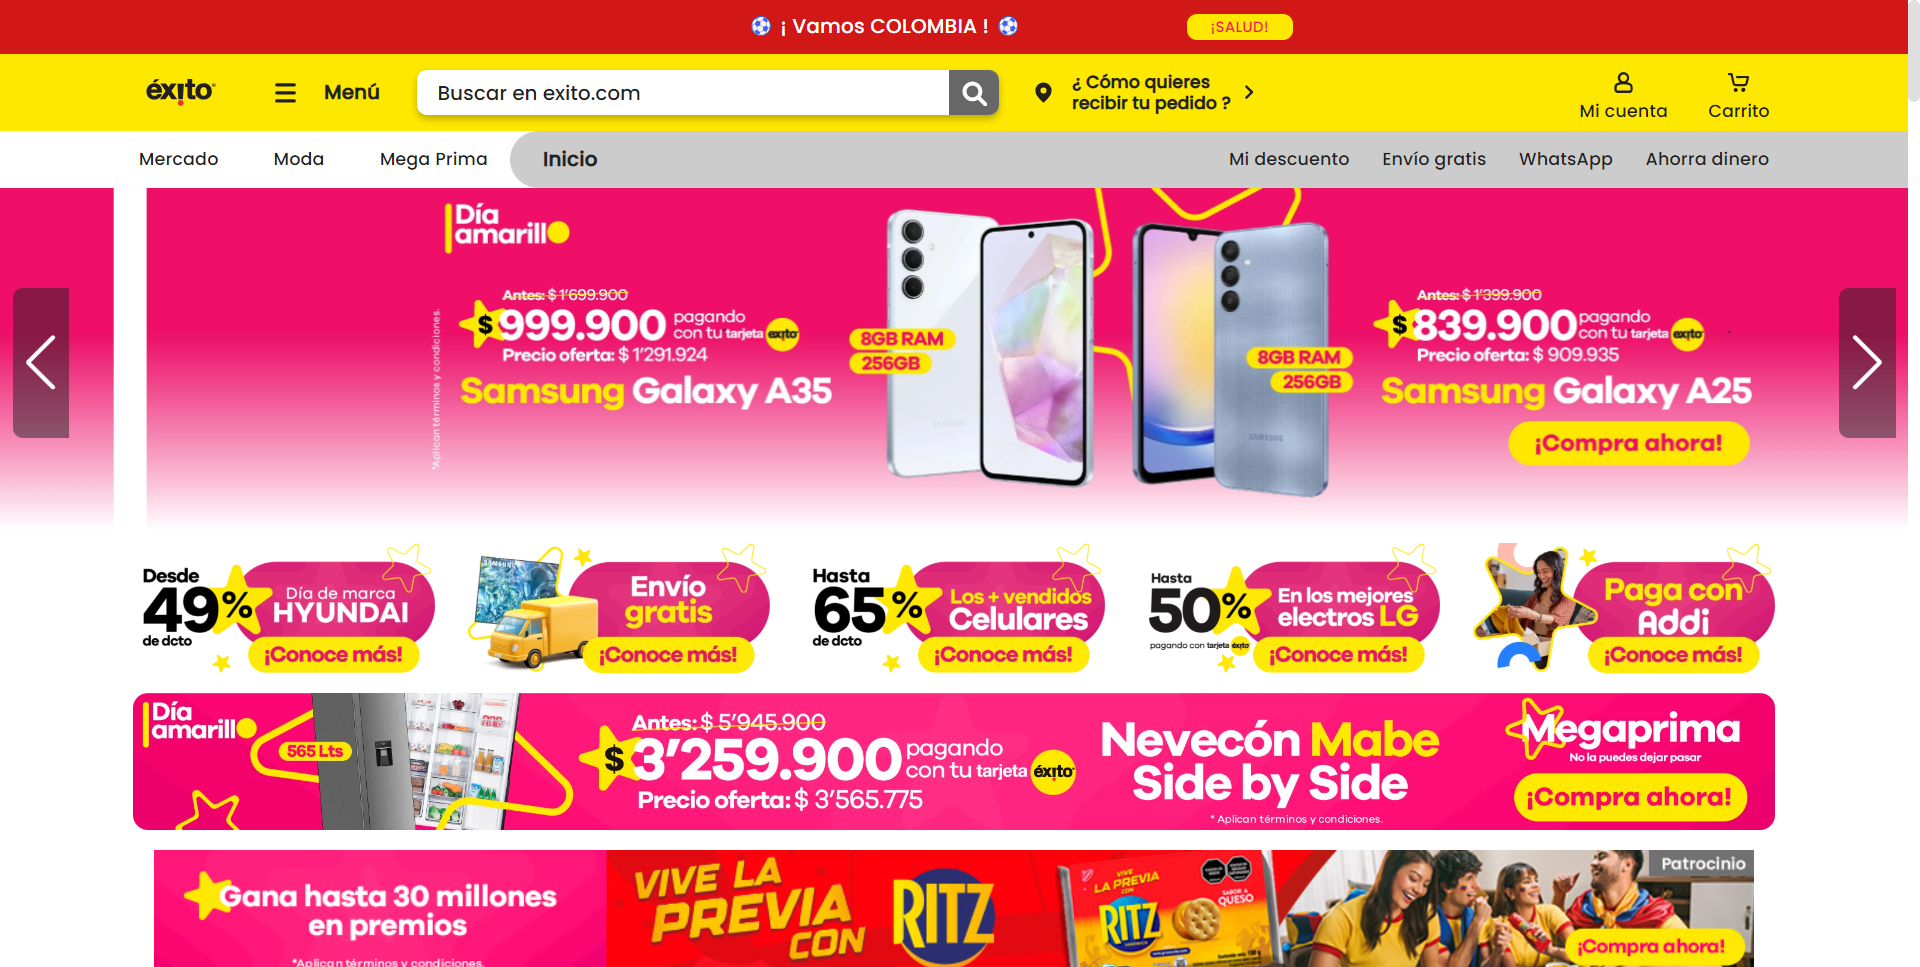 ¡ Vamos COLOMBIA !
¡SALUD!
éxito
Menú
Buscar en exito.com
¿ Cómo quieres
recibir tu pedido ?
Mi cuenta
Carrito
Mercado
Moda
Mega Prima
Inicio
Mi descuento
Envío gratis
WhatsApp
Ahorra dinero
Día
amarillo
*Aplican términos y condiciones.
Antes: $ 1'699.900
$ 999.900 pagando
con tu tarjeta éxito
Precio oferta: $ 1'291.924
Samsung Galaxy A35
8GB RAM
256GB
SAMSUNG
8GB RAM
256GB
SAMSUNG
Antes: $ 1'399.900
$ 839.900 pagando
con tu tarjeta éxito
Precio oferta: $ 909.935
Samsung Galaxy A25
¡Compra ahora!
Desde
49%
de dcto
Día de marca
HYUNDAI
¡Conoce más!
SAMSUNG
Envío
gratis
¡Conoce más!
Hasta
65%
de dcto
Los + vendidos
Celulares
¡Conoce más!
Hasta
50%
pagando con tarjeta éxito
En los mejores
electros LG
¡Conoce más!
Paga con
Addi
¡Conoce más!
Día
amarillo
565 Lts
Antes: $ 5'945.900
$ 3'259.900 pagando
con tu tarjeta éxito
Precio oferta: $ 3'565.775
Nevecón Mabe
Side by Side
* Aplican términos y condiciones.
Megaprima
No la puedes dejar pasar
¡Compra ahora!
Gana hasta 30 millones
en premios
*Aplican términos y condiciones.
VIVE LA
PREVIA
CON
RITZ
VIVE
LA PREVIA
CON
RITZ
SABOR A
QUESO
Patrocinio
¡Compra ahora!